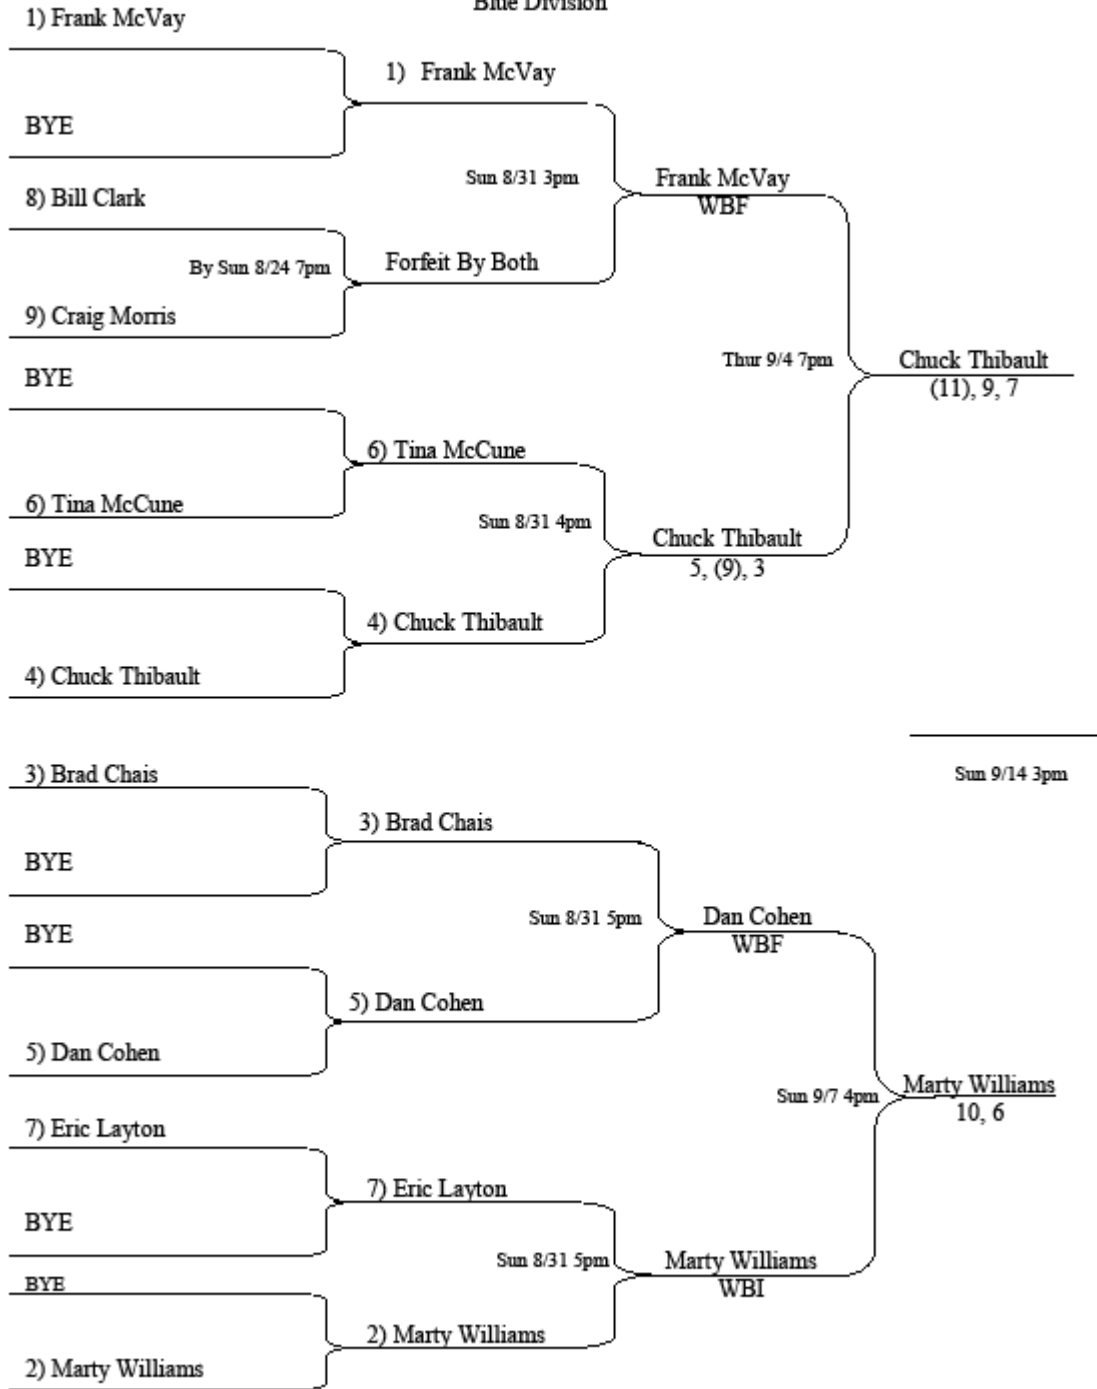 Blue Division
1) Frank McVay
1) Frank McVay
BYE
Sun 8/31 3pm
Frank McVay
WBF
8) Bill Clark
By Sun 8/24 7pm
Forfeit By Both
9) Craig Morris
Thur 9/4 7pm
Chuck Thibault
(11), 9, 7
BYE
6) Tina McCune
6) Tina McCune
Sun 8/31 4pm
Chuck Thibault
5, (9), 3
BYE
4) Chuck Thibault
4) Chuck Thibault
Sun 9/14 3pm
3) Brad Chais
3) Brad Chais
BYE
Sun 8/31 5pm
Dan Cohen
WBF
BYE
5) Dan Cohen
5) Dan Cohen
Sun 9/7 4pm
Marty Williams
10, 6
7) Eric Layton
7) Eric Layton
BYE
Sun 8/31 5pm
Marty Williams
WBI
BYE
2) Marty Williams
2) Marty Williams